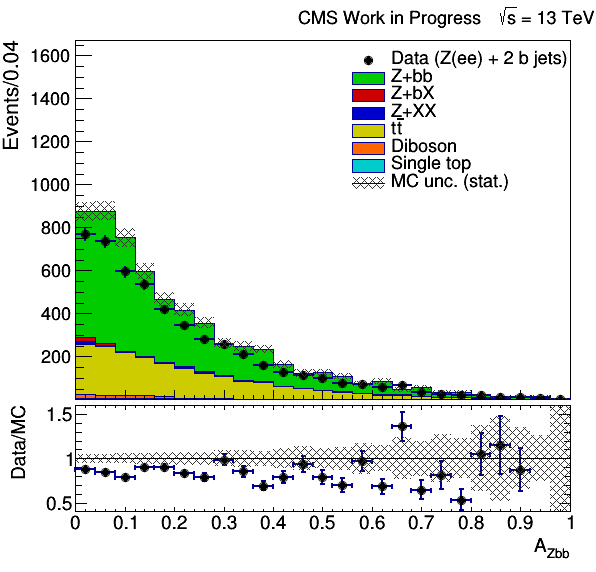 CMS Work in Progress √s = 13 TeV
Events/0.04
1600
1400
1200
1000
800
600
400
200
Data (Z(ee) + 2 b jets)
Z+bb
Z+bX
Z+XX
tt̄
Diboson
Single top
MC unc. (stat.)
Data/MC
1.5
1
0.5
0 0.1 0.2 0.3 0.4 0.5 0.6 0.7 0.8 0.9 1
A_Zbb